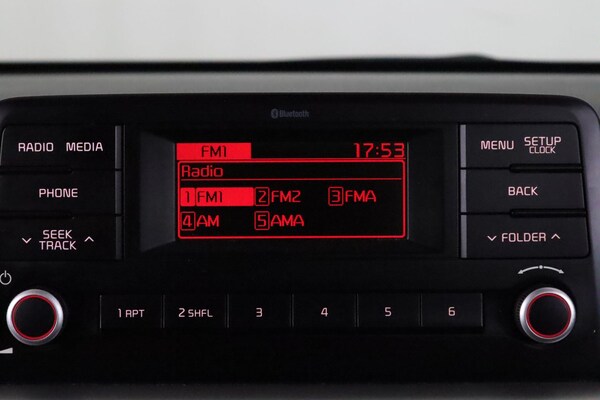 Bluetooth
RADIO MEDIA
FM1 17:53
MENU SETUP
CLOCK
Radio
PHONE
1 FM1 2 FM2 3 FMA
BACK
4 AM 5 AMA
SEEK
TRACK
FOLDER
1 RPT 2 SHFL 3 4 5 6